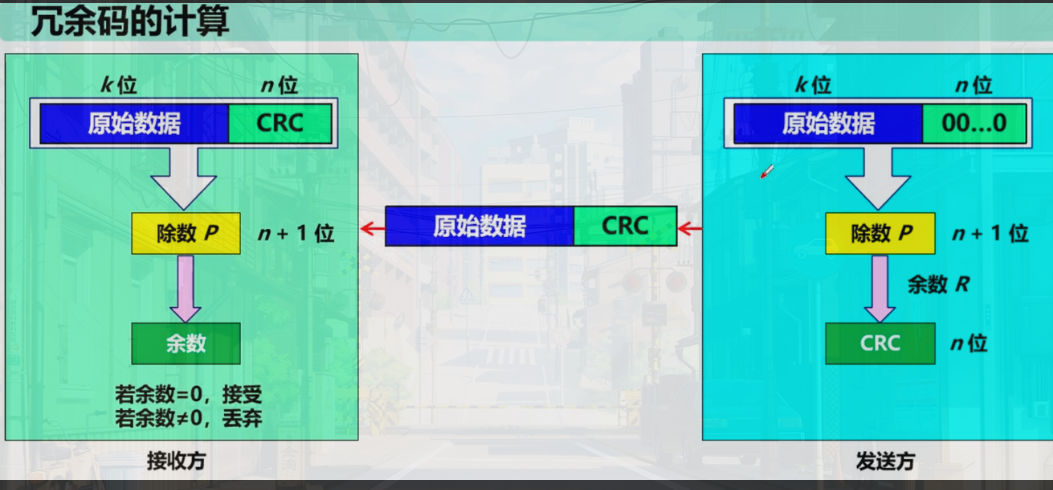 冗余码的计算
k 位 n 位
原始数据 CRC
除数 P n + 1 位
余数
若余数=0，接受
若余数≠0，丢弃
接收方
原始数据 CRC
k 位 n 位
原始数据 00...0
除数 P n + 1 位
余数 R
CRC n 位
发送方